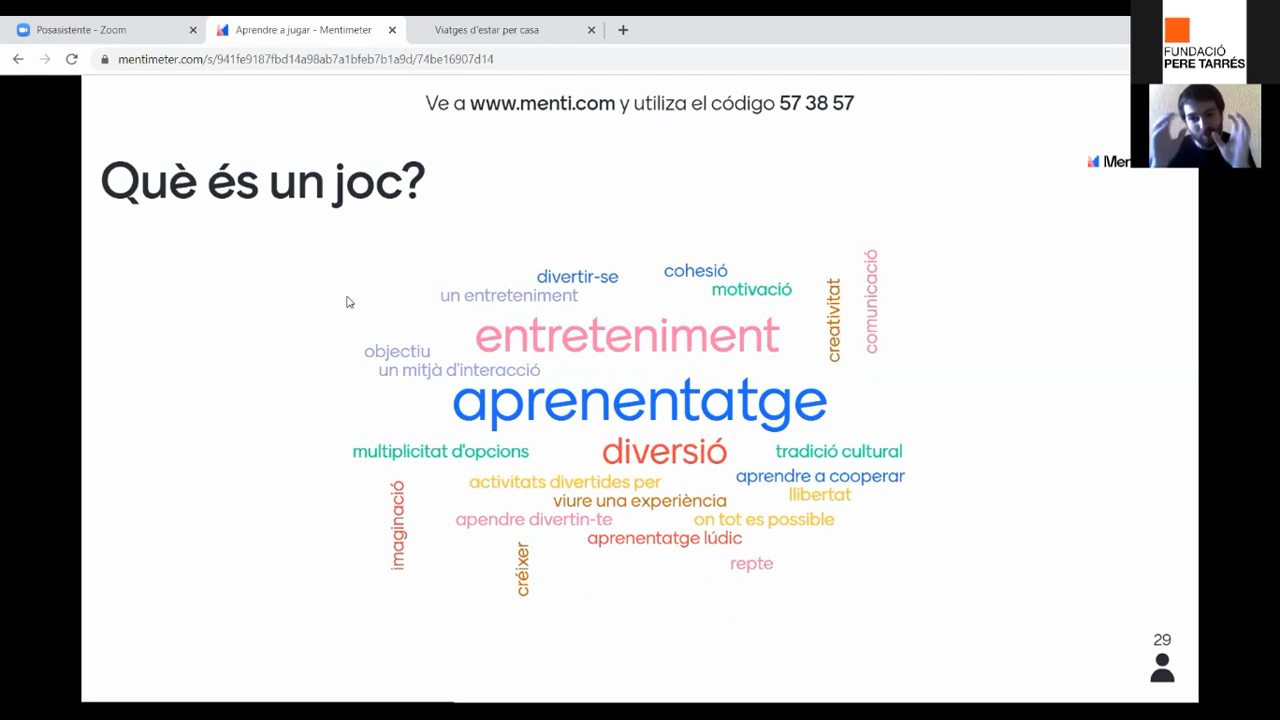 Posasistente - Zoom
Aprendre a jugar - Mentimeter
Viatges d'estar per casa
mentimeter.com/s/941fe9187fbd14a98ab7a1bfeb7b1a9d/74be16907d14
FUNDACIÓ
PERE TARRÉS
Ve a www.menti.com y utiliza el código 57 38 57
Què és un joc?
divertir-se
cohesió
un entreteniment
motivació
creativitat
comunicació
entreteniment
objectiu
un mitjà d'interacció
aprenentatge
multiplicitat d'opcions
diversió
tradició cultural
aprendre a cooperar
activitats divertides per
llibertat
viure una experiència
imaginació
apendre divertin-te
on tot es possible
aprenentatge lúdic
créixer
repte
29